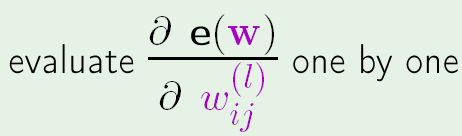 evaluate ∂ e(w) / ∂ w_{ij}^{(l)} one by one